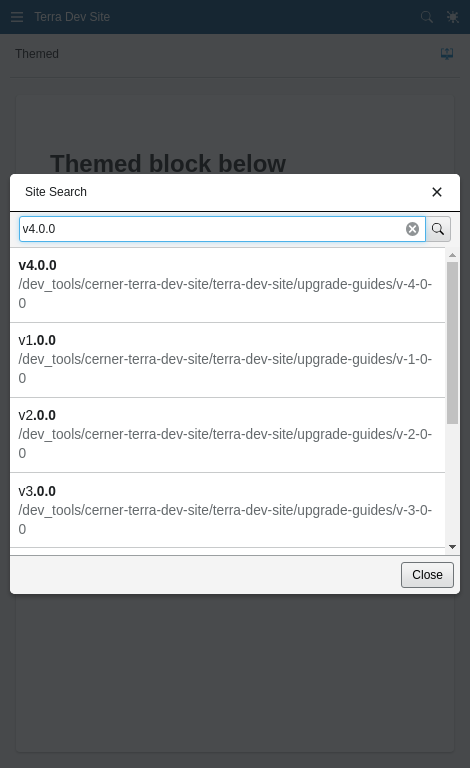 Terra Dev Site
Themed
Themed block below
Site Search
v4.0.0
v4.0.0
/dev_tools/cerner-terra-dev-site/terra-dev-site/upgrade-guides/v-4-0-
0
v1.0.0
/dev_tools/cerner-terra-dev-site/terra-dev-site/upgrade-guides/v-1-0-
0
v2.0.0
/dev_tools/cerner-terra-dev-site/terra-dev-site/upgrade-guides/v-2-0-
0
v3.0.0
/dev_tools/cerner-terra-dev-site/terra-dev-site/upgrade-guides/v-3-0-
0
Close